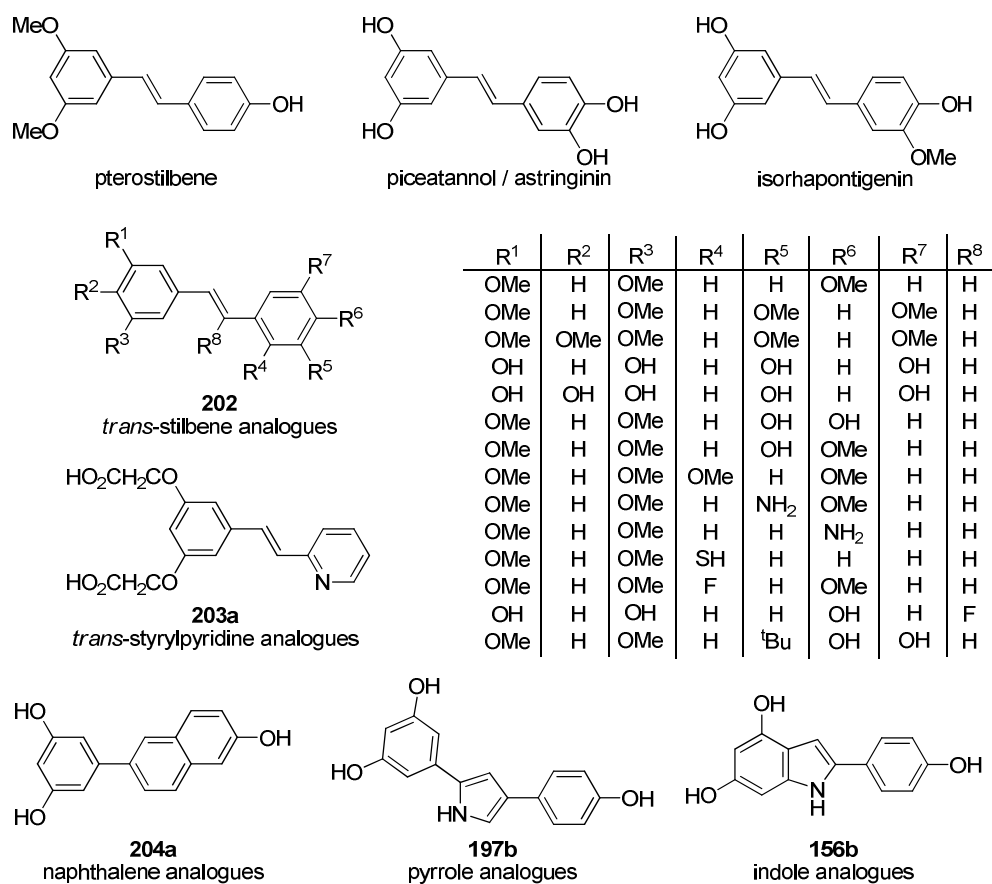 MeO
MeO
OH
pterostilbene
HO
HO
OH
OH
piceatannol / astringinin
HO
HO
OH
OMe
isorhapontigenin
R¹
R²
R³
R⁸
R⁴
R⁵
R⁶
R⁷
202
trans-stilbene analogues
R¹ R² R³ R⁴ R⁵ R⁶ R⁷ R⁸
OMe H OMe H H OMe H H
OMe H OMe H OMe H OMe H
OMe OMe OMe H OMe H OMe H
OH H OH H OH H OH H
OH OH OH H OH H OH H
OMe H OMe H OH OH H H
OMe H OMe H OH OMe H H
OMe H OMe OMe H OMe H H
OMe H OMe H NH₂ OMe H H
OMe H OMe H H NH₂ H H
OMe H OMe SH H H H H
OMe H OMe F H OMe H H
OH H OH H H OH H F
OMe H OMe H ᵗBu OH OH H
HO₂CH₂CO
HO₂CH₂CO
N
203a
trans-styrylpyridine analogues
HO
HO
OH
204a
naphthalene analogues
OH
HO
N
H
OH
197b
pyrrole analogues
OH
HO
N
H
OH
156b
indole analogues